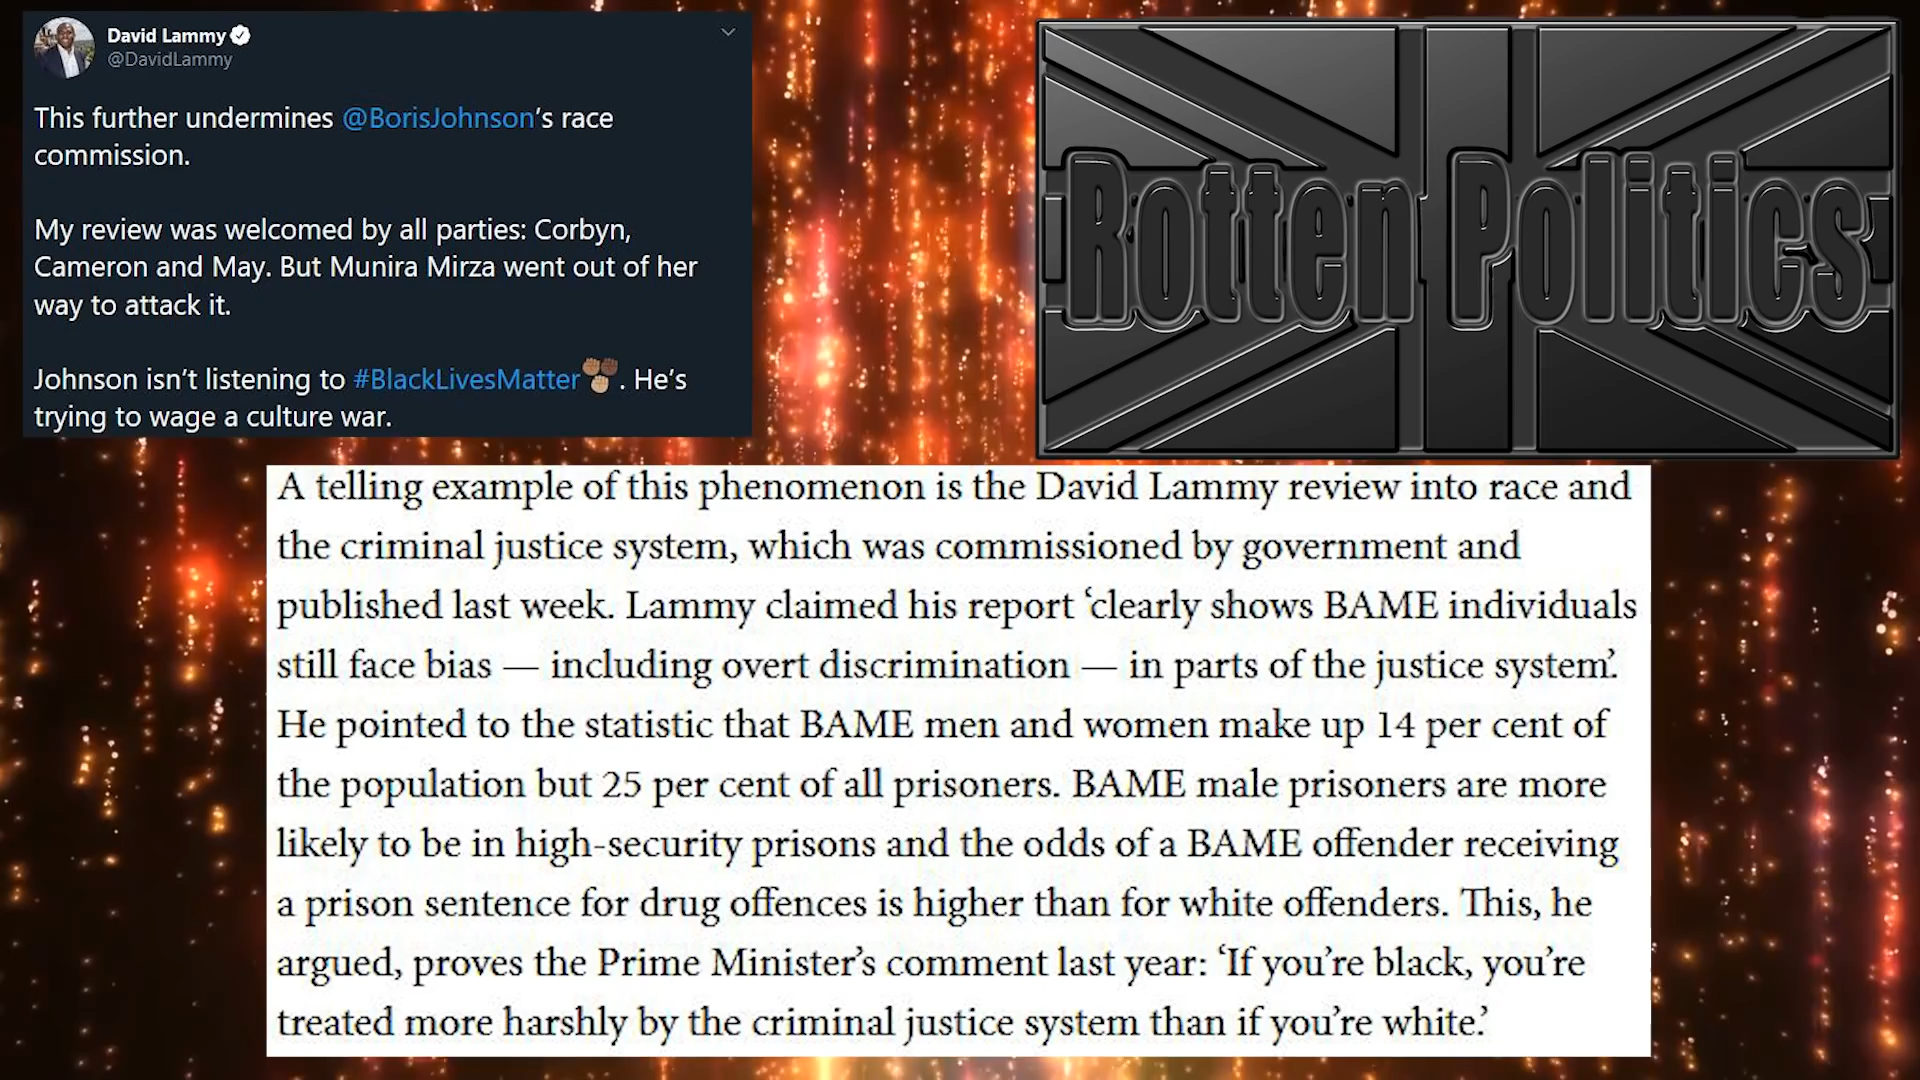 David Lammy
@DavidLammy
This further undermines @BorisJohnson's race
commission.
My review was welcomed by all parties: Corbyn,
Cameron and May. But Munira Mirza went out of her
way to attack it.
Johnson isn't listening to #BlackLivesMatter✊🏽✊🏿✊🏼. He's
trying to wage a culture war.
Rotten Politics
A telling example of this phenomenon is the David Lammy review into race and
the criminal justice system, which was commissioned by government and
published last week. Lammy claimed his report ‘clearly shows BAME individuals
still face bias — including overt discrimination — in parts of the justice system’.
He pointed to the statistic that BAME men and women make up 14 per cent of
the population but 25 per cent of all prisoners. BAME male prisoners are more
likely to be in high-security prisons and the odds of a BAME offender receiving
a prison sentence for drug offences is higher than for white offenders. This, he
argued, proves the Prime Minister’s comment last year: ‘If you’re black, you’re
treated more harshly by the criminal justice system than if you’re white.’